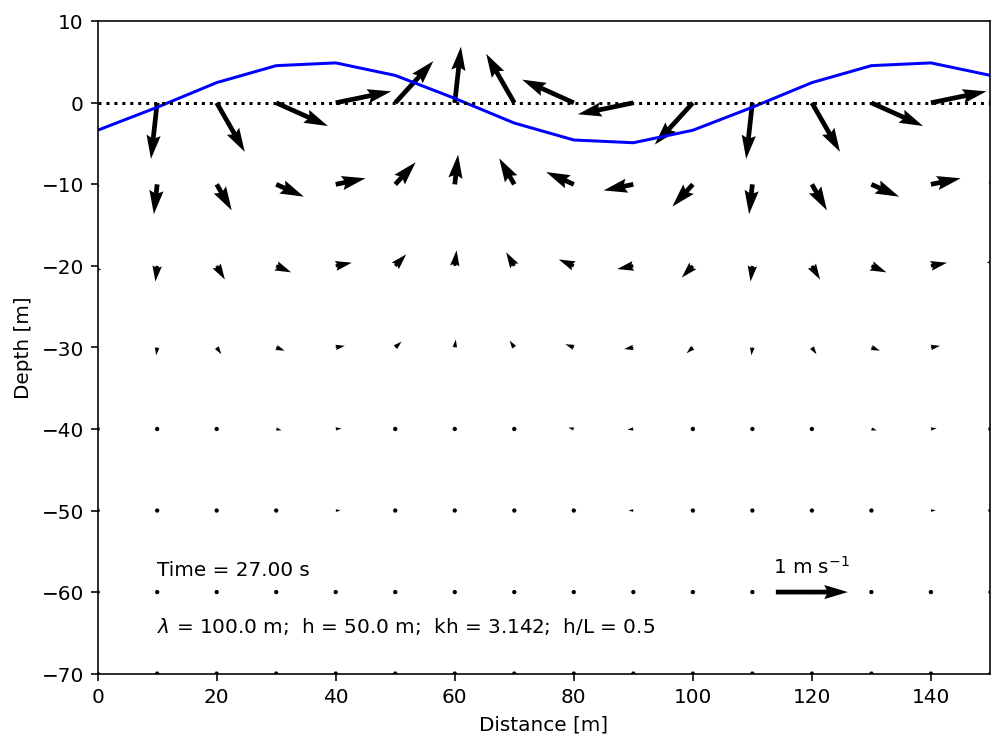 10
0
−10
−20
−30
−40
−50
−60
−70
Depth [m]
Time = 27.00 s
1 m s⁻¹
λ = 100.0 m;  h = 50.0 m;  kh = 3.142;  h/L = 0.5
0 20 40 60 80 100 120 140
Distance [m]